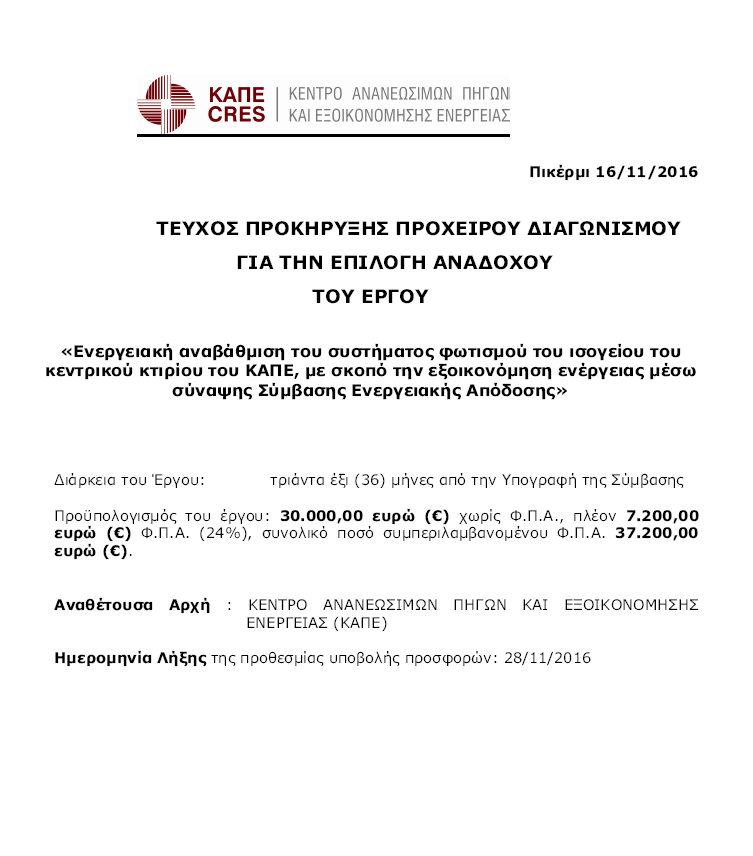 ΚΑΠΕ
CRES
ΚΕΝΤΡΟ ΑΝΑΝΕΩΣΙΜΩΝ ΠΗΓΩΝ
ΚΑΙ ΕΞΟΙΚΟΝΟΜΗΣΗΣ ΕΝΕΡΓΕΙΑΣ
Πικέρμι 16/11/2016
ΤΕΥΧΟΣ ΠΡΟΚΗΡΥΞΗΣ ΠΡΟΧΕΙΡΟΥ ΔΙΑΓΩΝΙΣΜΟΥ
ΓΙΑ ΤΗΝ ΕΠΙΛΟΓΗ ΑΝΑΔΟΧΟΥ
ΤΟΥ ΕΡΓΟΥ
«Ενεργειακή αναβάθμιση του συστήματος φωτισμού του ισογείου του
κεντρικού κτιρίου του ΚΑΠΕ, με σκοπό την εξοικονόμηση ενέργειας μέσω
σύναψης Σύμβασης Ενεργειακής Απόδοσης»
Διάρκεια του Έργου: τριάντα έξι (36) μήνες από την Υπογραφή της Σύμβασης
Προϋπολογισμός του έργου: 30.000,00 ευρώ (€) χωρίς Φ.Π.Α., πλέον 7.200,00
ευρώ (€) Φ.Π.Α. (24%), συνολικό ποσό συμπεριλαμβανομένου Φ.Π.Α. 37.200,00
ευρώ (€).
Αναθέτουσα Αρχή : ΚΕΝΤΡΟ ΑΝΑΝΕΩΣΙΜΩΝ ΠΗΓΩΝ ΚΑΙ ΕΞΟΙΚΟΝΟΜΗΣΗΣ
ΕΝΕΡΓΕΙΑΣ (ΚΑΠΕ)
Ημερομηνία Λήξης της προθεσμίας υποβολής προσφορών: 28/11/2016